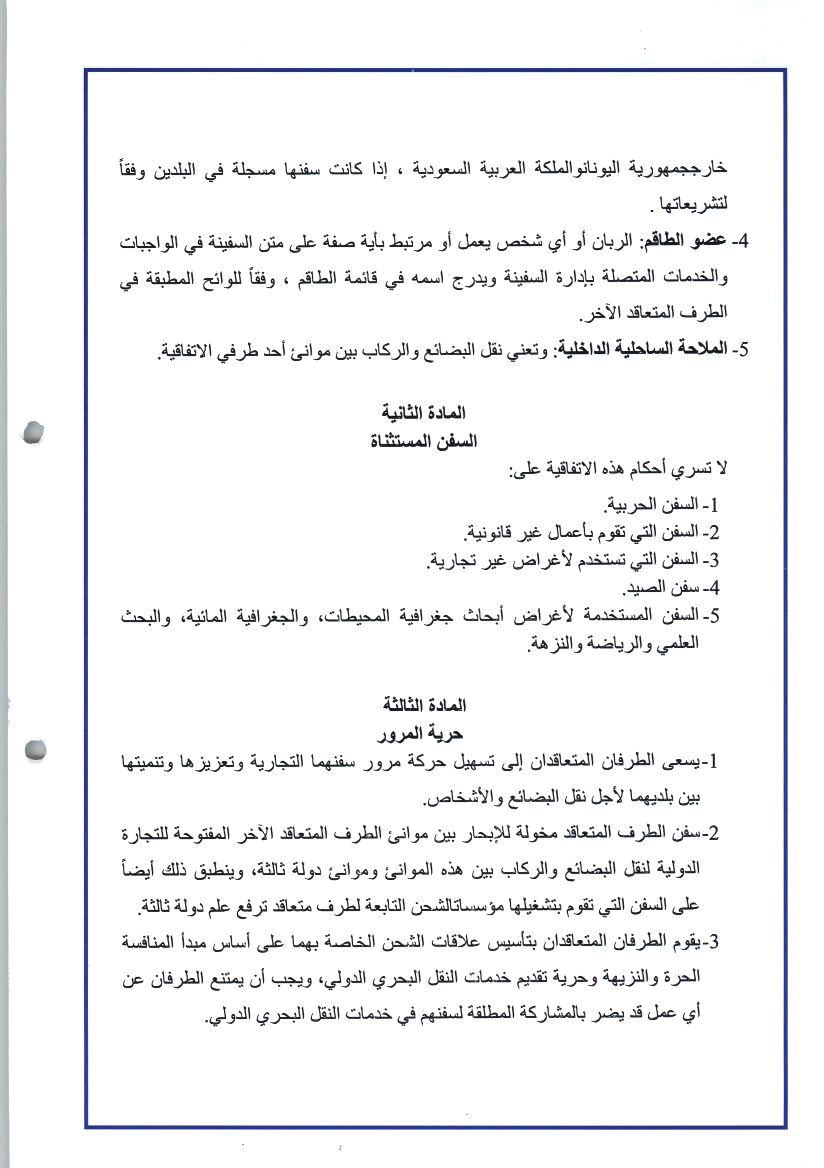 خارججمهورية اليونانوالملكة العربية السعودية ، إذا كانت سفنها مسجلة في البلدين وفقاً
لتشريعاتها .
4- عضو الطاقم: الربان أو أي شخص يعمل أو مرتبط بأية صفة على متن السفينة في الواجبات
والخدمات المتصلة بإدارة السفينة ويدرج اسمه في قائمة الطاقم ، وفقاً للوائح المطبقة في
الطرف المتعاقد الآخر.
5- الملاحة الساحلية الداخلية: وتعني نقل البضائع والركاب بين موانئ أحد طرفي الاتفاقية.
المادة الثانية
السفن المستثناة
لا تسري أحكام هذه الاتفاقية على:
1- السفن الحربية.
2- السفن التي تقوم بأعمال غير قانونية.
3- السفن التي تستخدم لأغراض غير تجارية.
4- سفن الصيد.
5- السفن المستخدمة لأغراض أبحاث جغرافية المحيطات، والجغرافية المائية، والبحث
العلمي والرياضة والنزهة.
المادة الثالثة
حرية المرور
1- يسعى الطرفان المتعاقدان إلى تسهيل حركة مرور سفنهما التجارية وتعزيزها وتنميتها
بين بلديهما لأجل نقل البضائع والأشخاص.
2- سفن الطرف المتعاقد مخولة للإبحار بين موانئ الطرف المتعاقد الآخر المفتوحة للتجارة
الدولية لنقل البضائع والركاب بين هذه الموانئ وموانئ دولة ثالثة، وينطبق ذلك أيضاً
على السفن التي تقوم بتشغيلها مؤسساتالشحن التابعة لطرف متعاقد ترفع علم دولة ثالثة.
3- يقوم الطرفان المتعاقدان بتأسيس علاقات الشحن الخاصة بهما على أساس مبدأ المنافسة
الحرة والنزيهة وحرية تقديم خدمات النقل البحري الدولي، ويجب أن يمتنع الطرفان عن
أي عمل قد يضر بالمشاركة المطلقة لسفنهم في خدمات النقل البحري الدولي.